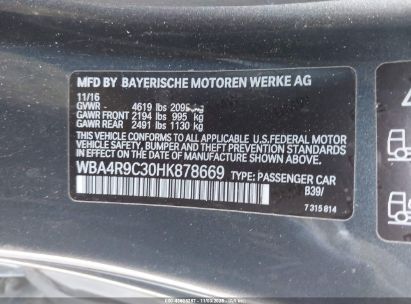 MFD BY BAYERISCHE MOTOREN WERKE AG
11/16
GVWR 4619 lbs 2095 kg
GAWR FRONT 2194 lbs 995 kg
GAWR REAR 2491 lbs 1130 kg
THIS VEHICLE CONFORMS TO ALL APPLICABLE U.S.FEDERAL MOTOR
VEHICLE SAFETY, BUMPER AND THEFT PREVENTION STANDARDS IN
EFFECT ON THE DATE OF MANUFACTURE SHOWN ABOVE.
WBA4R9C30HK878669 TYPE: PASSENGER CAR
B39/
7 315 814